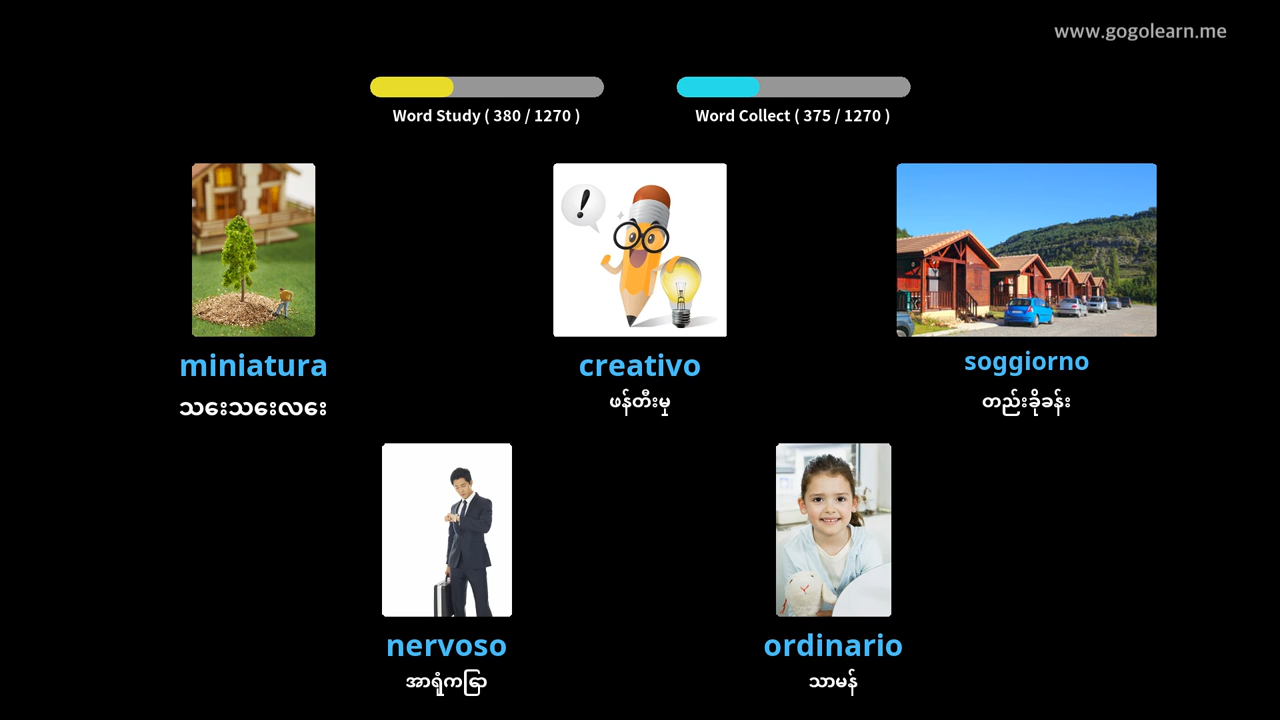 www.gogolearn.me
Word Study ( 380 / 1270 )
Word Collect ( 375 / 1270 )
miniatura
သေးသေးလေး
creativo
ဖန်တီးမှု
soggiorno
တည်းခိုခန်း
nervoso
အာရုံကြော
ordinario
သာမန်